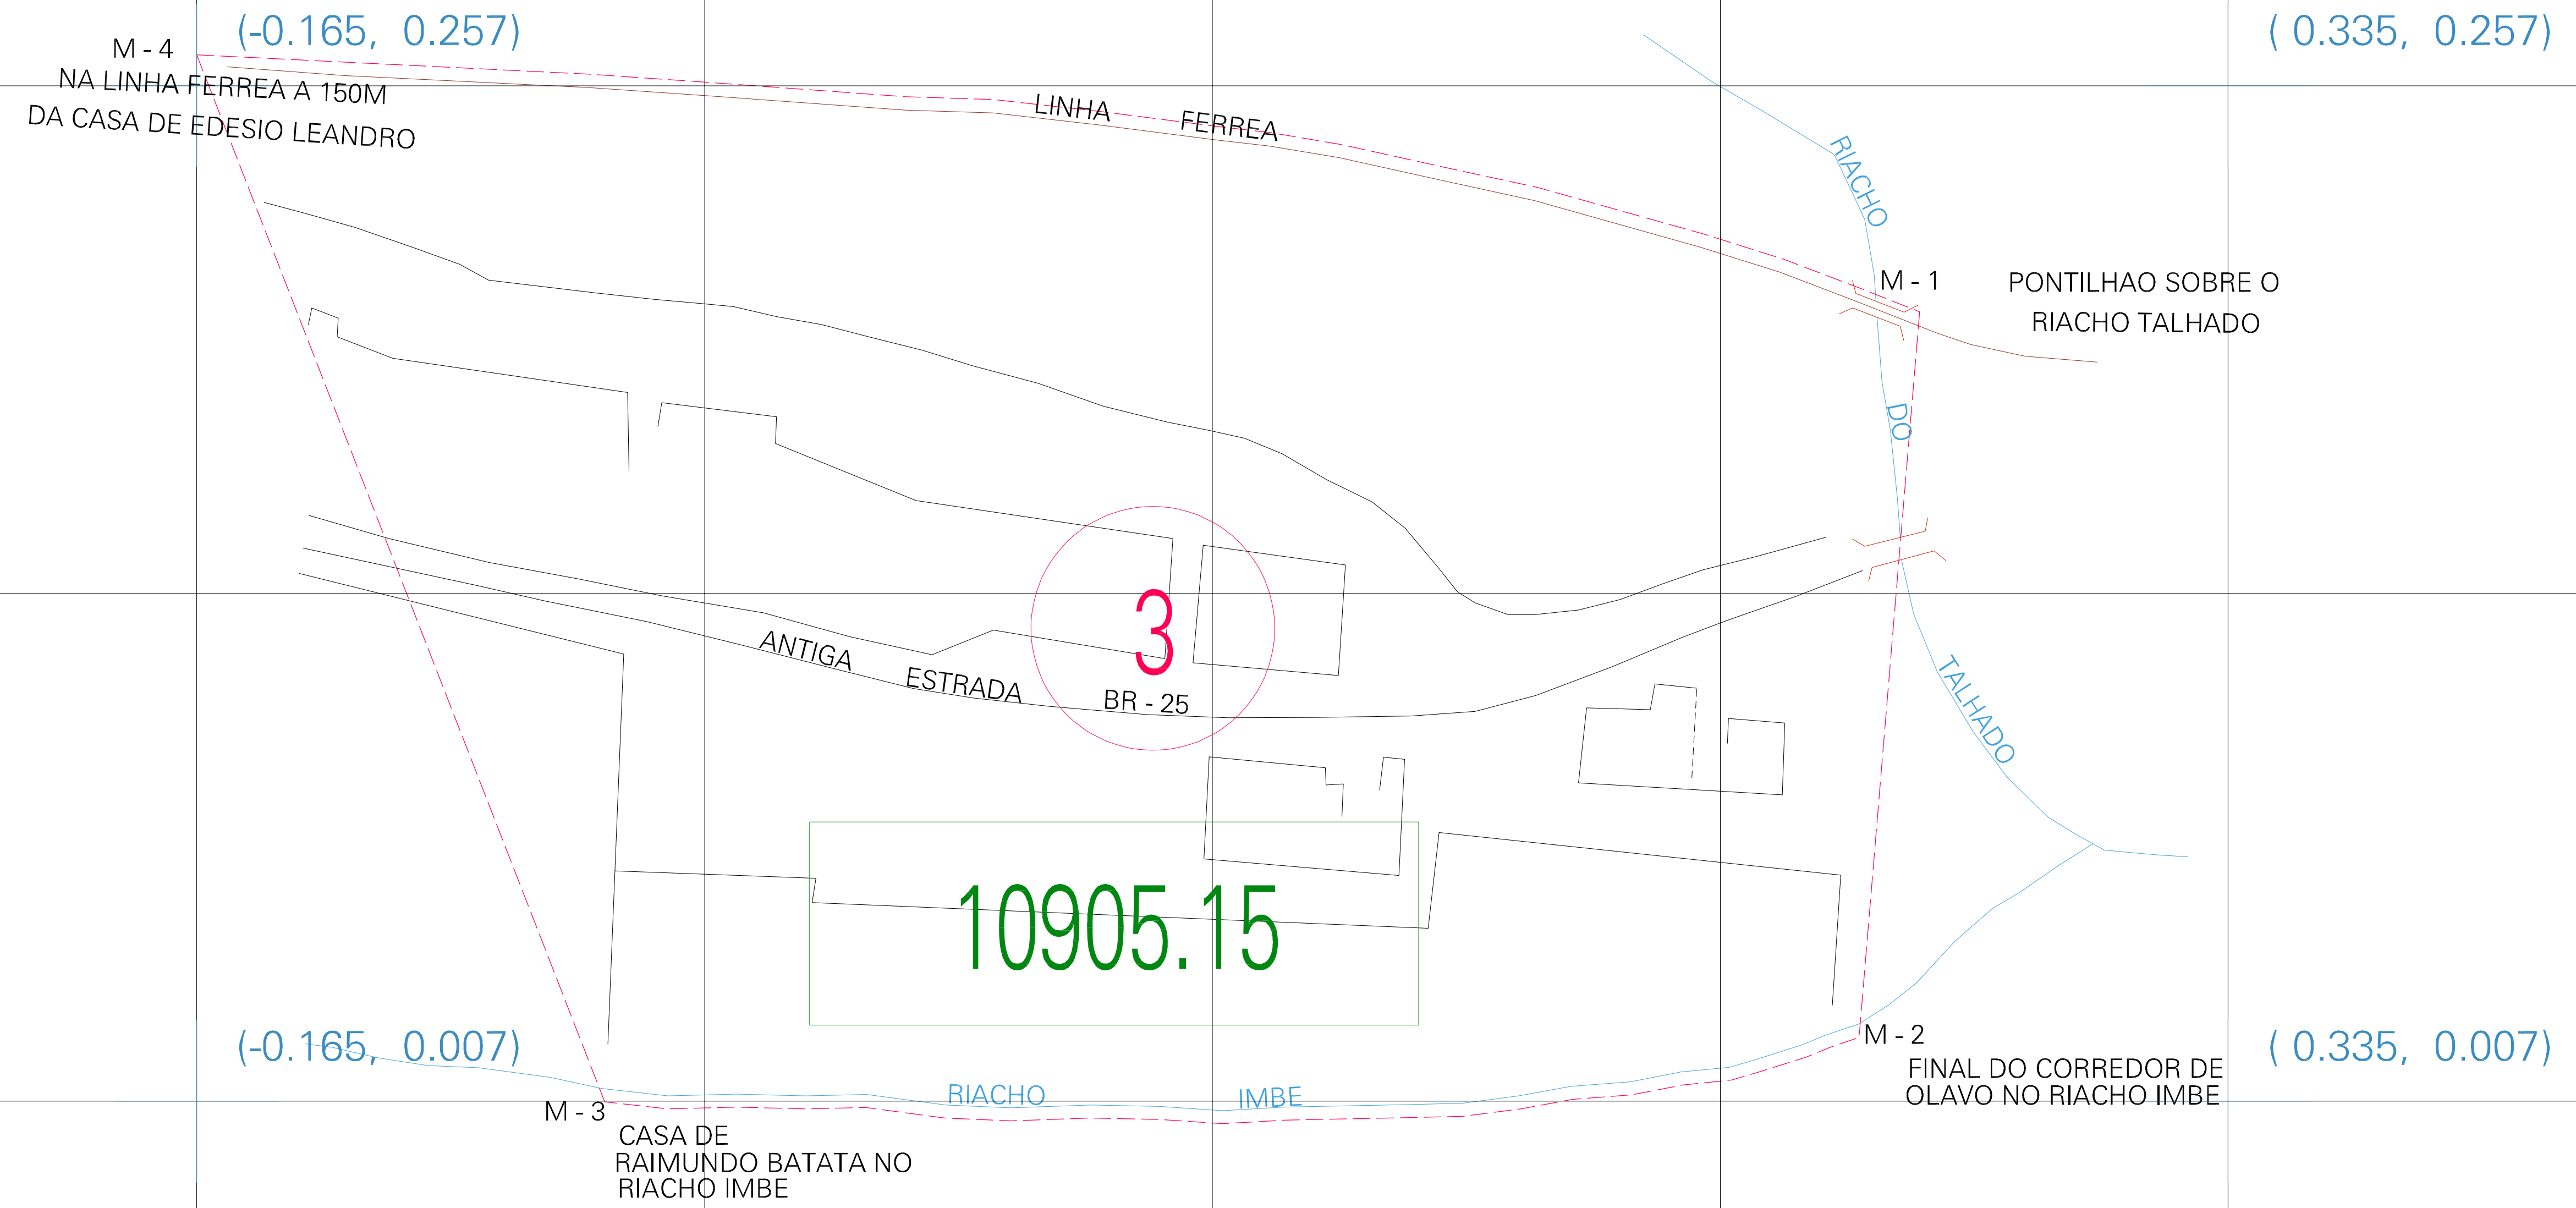 (-0.165, 0.257)
( 0.335, 0.257)
M - 4
NA LINHA FERREA A 150M
DA CASA DE EDESIO LEANDRO
LINHA FERREA
RIACHO
M - 1
PONTILHAO SOBRE O
RIACHO TALHADO
DO
3
ANTIGA ESTRADA BR - 25
TALHADO
10905.15
(-0.165, 0.007)
( 0.335, 0.007)
M - 2
FINAL DO CORREDOR DE
OLAVO NO RIACHO IMBE
RIACHO IMBE
M - 3
CASA DE
RAIMUNDO BATATA NO
RIACHO IMBE